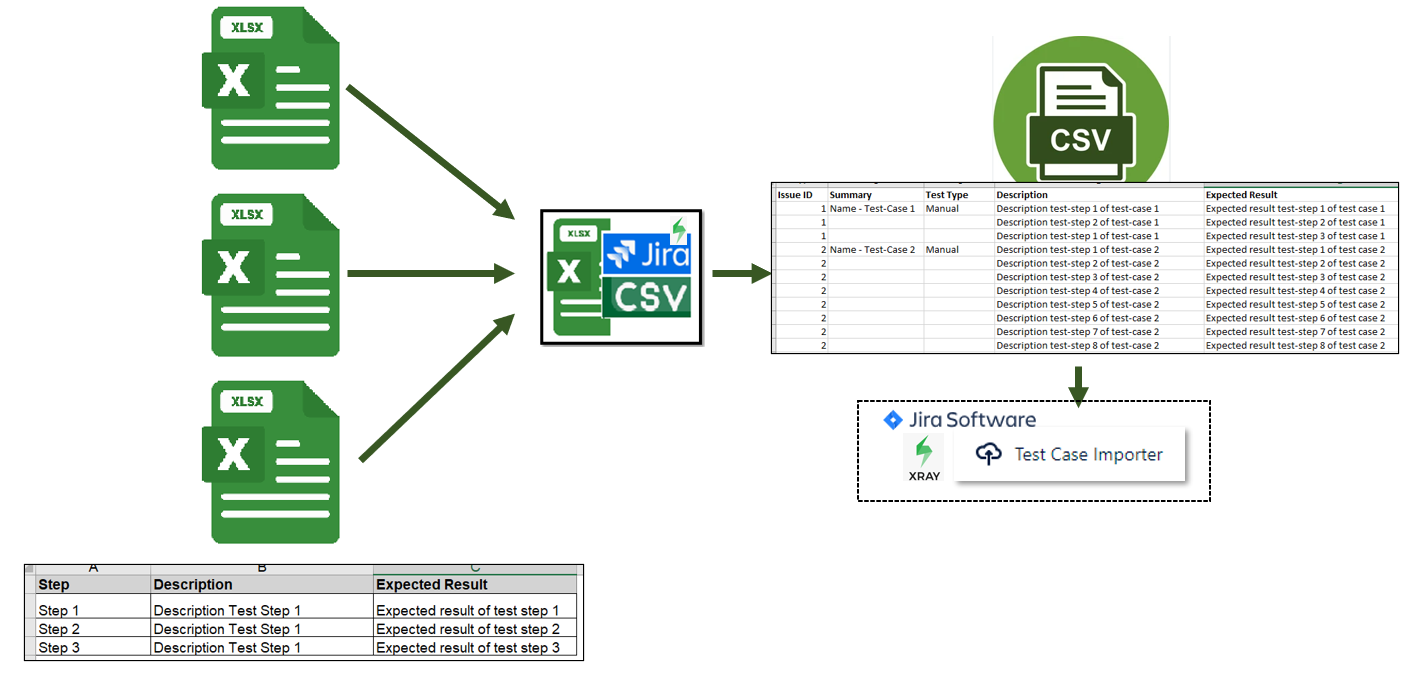 XLSX
X
XLSX
X
XLSX
X
A B C
Step Description Expected Result
Step 1 Description Test Step 1 Expected result of test step 1
Step 2 Description Test Step 1 Expected result of test step 2
Step 3 Description Test Step 1 Expected result of test step 3
XLSX
X
Jira
CSV
CSV
Issue ID Summary Test Type Description Expected Result
1 Name - Test-Case 1 Manual Description test-step 1 of test-case 1 Expected result test-step 1 of test case 1
1 Description test-step 2 of test-case 1 Expected result test-step 2 of test case 1
1 Description test-step 1 of test-case 1 Expected result test-step 3 of test case 1
2 Name - Test-Case 2 Manual Description test-step 1 of test-case 2 Expected result test-step 1 of test case 2
2 Description test-step 2 of test-case 2 Expected result test-step 2 of test case 2
2 Description test-step 3 of test-case 2 Expected result test-step 3 of test case 2
2 Description test-step 4 of test-case 2 Expected result test-step 4 of test case 2
2 Description test-step 5 of test-case 2 Expected result test-step 5 of test case 2
2 Description test-step 6 of test-case 2 Expected result test-step 6 of test case 2
2 Description test-step 7 of test-case 2 Expected result test-step 7 of test case 2
2 Description test-step 8 of test-case 2 Expected result test-step 8 of test case 2
Jira Software
XRAY
Test Case Importer